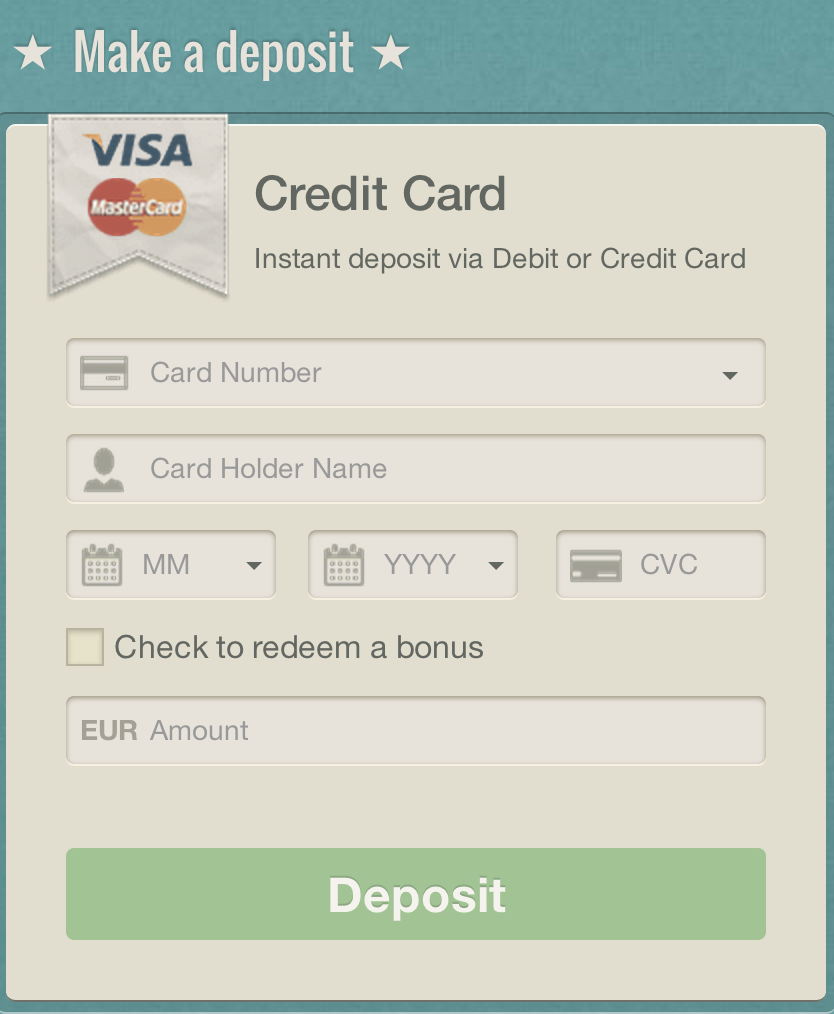 ★ Make a deposit ★
VISA
MasterCard
Credit Card
Instant deposit via Debit or Credit Card
Card Number
Card Holder Name
MM YYYY CVC
Check to redeem a bonus
EUR Amount
Deposit